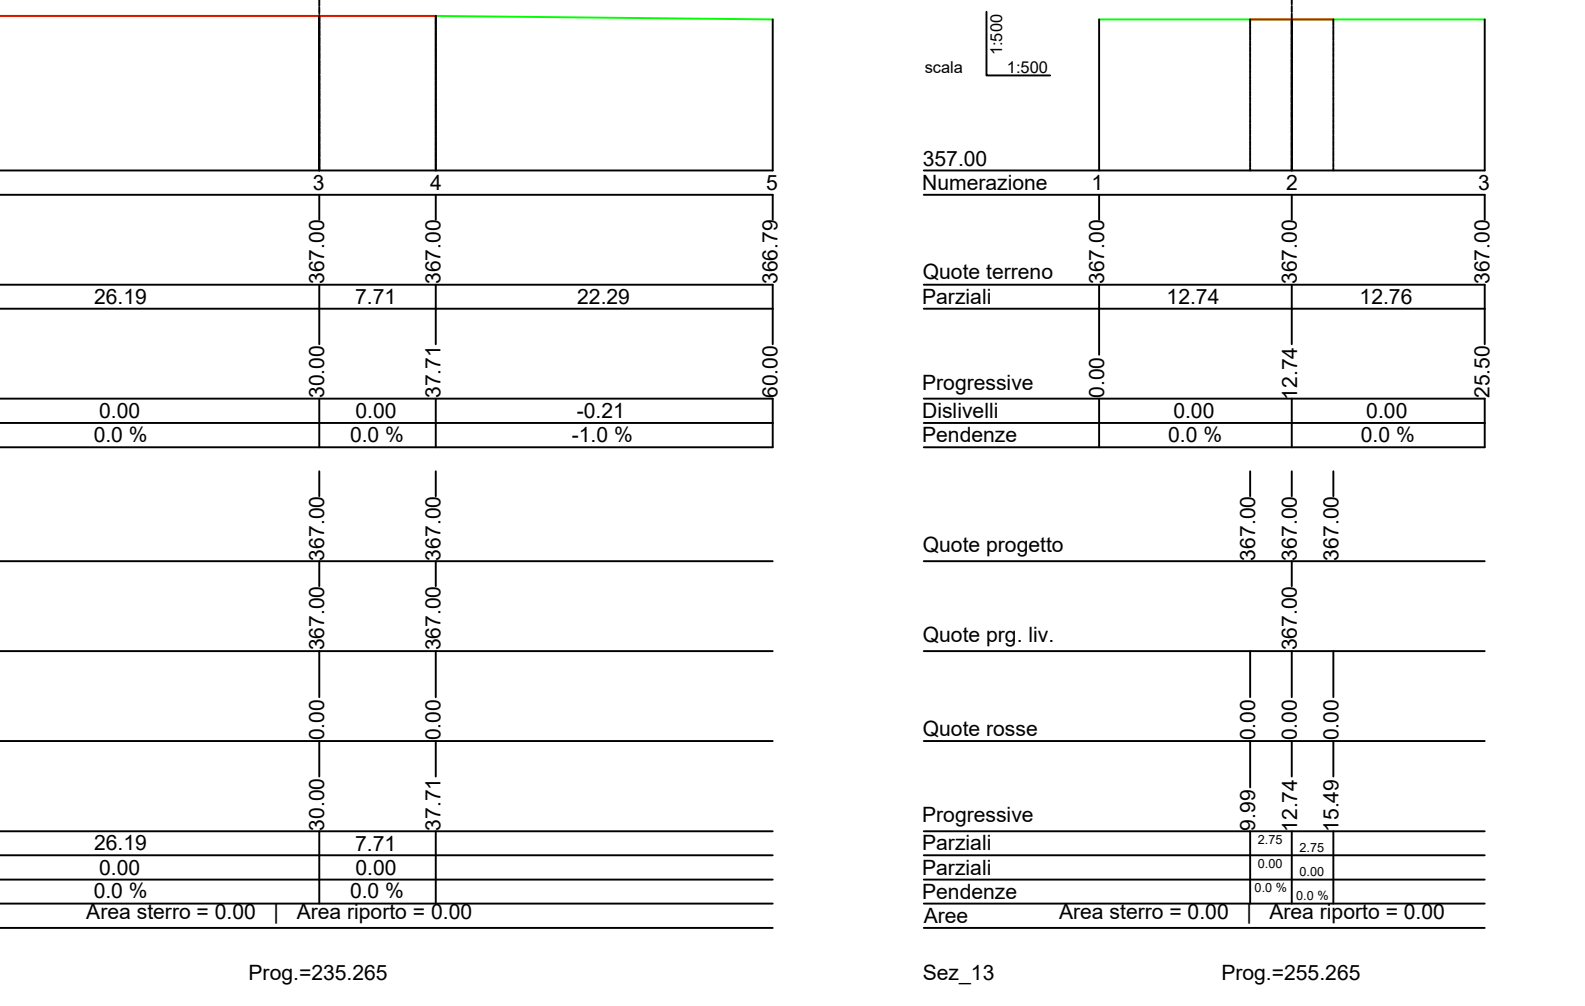 3 4 5
367.00 367.00 366.79
26.19 7.71 22.29
30.00 37.71 60.00
0.00 0.00 -0.21
0.0 % 0.0 % -1.0 %
367.00 367.00
367.00 367.00
0.00 0.00
30.00 37.71
26.19 7.71
0.00 0.00
0.0 % 0.0 %
Area sterro = 0.00 | Area riporto = 0.00
Prog.=235.265
scala 1:500 1:500
357.00
Numerazione 1 2 3
Quote terreno 367.00 367.00 367.00
Parziali 12.74 12.76
Progressive 0.00 12.74 25.50
Dislivelli 0.00 0.00
Pendenze 0.0 % 0.0 %
Quote progetto 367.00 367.00 367.00
Quote prg. liv. 367.00
Quote rosse 0.00 0.00 0.00
Progressive 9.99 12.74 15.49
Parziali 2.75 2.75
Parziali 0.00 0.00
Pendenze 0.0 % 0.0 %
Aree Area sterro = 0.00 | Area riporto = 0.00
Sez_13 Prog.=255.265